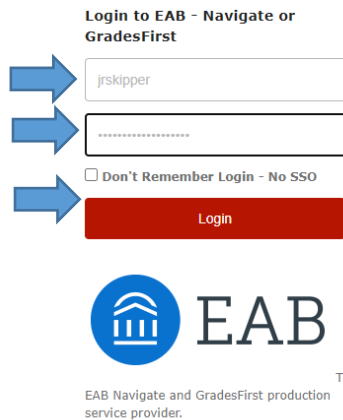 Login to EAB - Navigate or
GradesFirst
jrskipper
•••••••••••••••••••
Don't Remember Login - No SSO
Login
EAB
T
EAB Navigate and GradesFirst production
service provider.